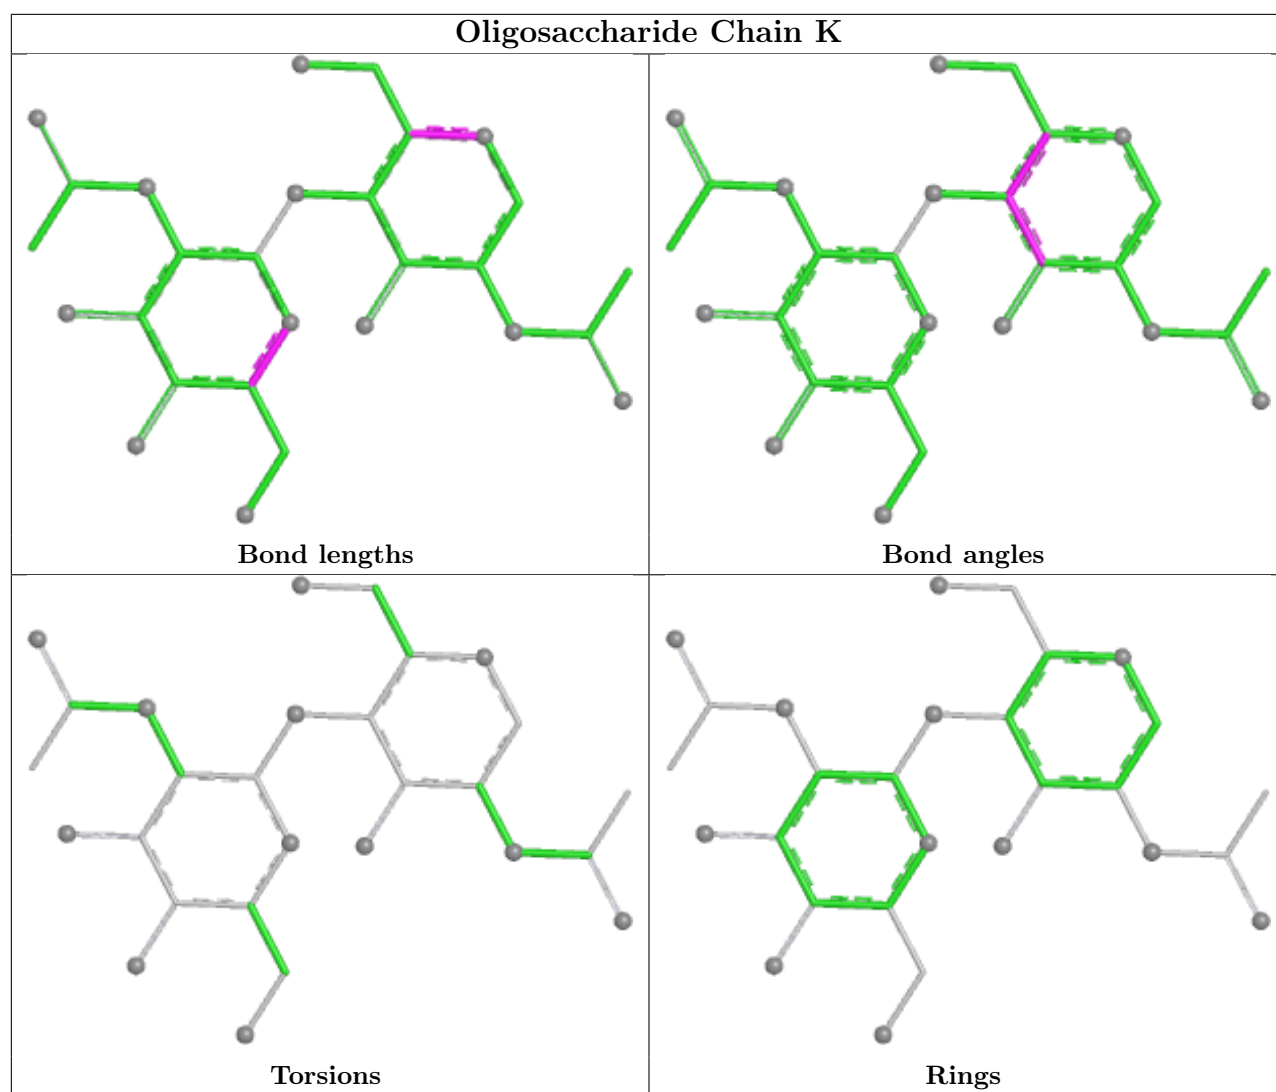 Oligosaccharide Chain K
Bond lengths
Bond angles
Torsions
Rings